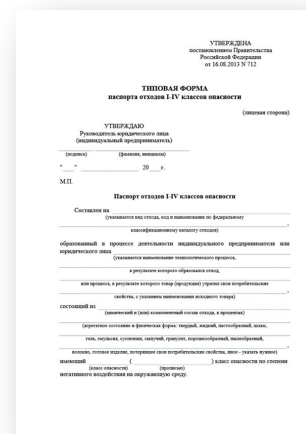 УТВЕРЖДЕНА
постановлением Правительства
Российской Федерации
от 16.08.2013 N 712
ТИПОВАЯ ФОРМА
паспорта отходов I-IV классов опасности
(лицевая сторона)
УТВЕРЖДАЮ
Руководитель юридического лица
(индивидуальный предприниматель)
(подпись) (фамилия, инициалы)
"___" ____________ 20___ г.
М.П.
Паспорт отходов I-IV классов опасности
Составлен на
(указывается вид отхода, код и наименование по федеральному
,
классификационному каталогу отходов)
образованный в процессе деятельности индивидуального предпринимателя или
юридического лица
(указывается наименование технологического процесса,
в результате которого образовался отход,
или процесса, в результате которого товар (продукция) утратил свои потребительские
,
свойства, с указанием наименования исходного товара)
состоящий из
(химический и (или) компонентный состав отхода, в процентах)
(агрегатное состояние и физическая форма: твердый, жидкий, пастообразный, шлам,
,
гель, эмульсия, суспензия, сыпучий, гранулят, порошкообразный, пылеобразный,
волокно, готовое изделие, потерявшее свои потребительские свойства, иное - указать нужное)
имеющий ________ ( ____________ ) класс опасности по степени
(класс опасности) (прописью)
негативного воздействия на окружающую среду.